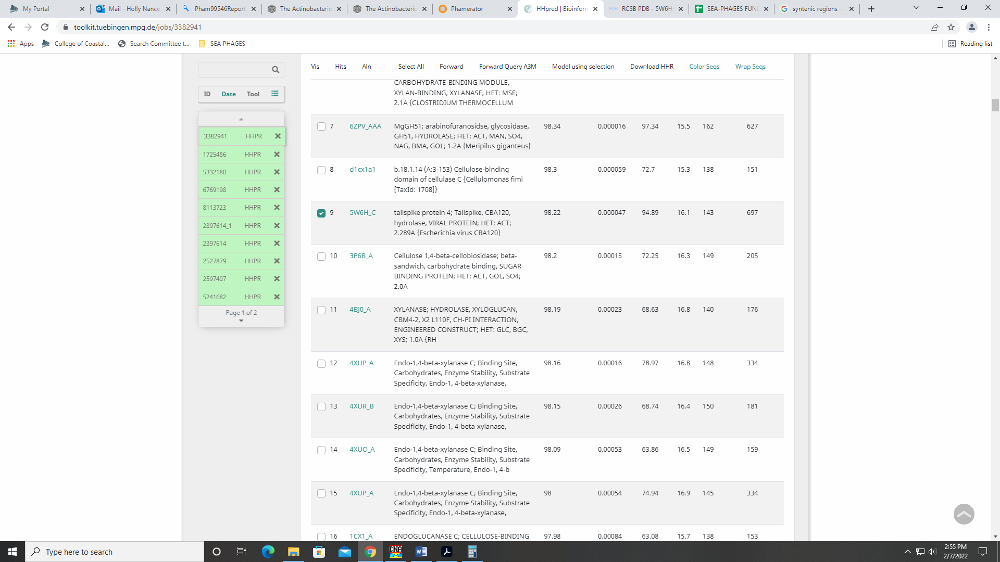 My Portal
Mail - Holly Nance
Pham99546Report
The Actinobacterio
The Actinobacterio
Phamerator
HHpred | Bioinform
RCSB PDB - 5W6H
SEA-PHAGES FUN
syntenic regions -
toolkit.tuebingen.mpg.de/jobs/3382941
Apps
College of Coastal...
Search Committee t...
SEA PHAGES
Reading list
Vis Hits Aln Select All Forward Forward Query A3M Model using selection Download HHR Color Seqs Wrap Seqs
ID Date Tool
3382941 HHPR
1725486 HHPR
5332180 HHPR
6769198 HHPR
8113723 HHPR
2397614_1 HHPR
2397614 HHPR
2527879 HHPR
2597407 HHPR
5241682 HHPR
Page 1 of 2
CARBOHYDRATE-BINDING MODULE,
XYLAN-BINDING, XYLANASE; HET: MSE;
2.1A {CLOSTRIDIUM THERMOCELLUM
7 6ZPV_AAA MgGH51; arabinofuranosidse, glycosidase, 98.34 0.000016 97.34 15.5 162 627
GH51, HYDROLASE; HET: ACT, MAN, SO4,
NAG, BMA, GOL; 1.2A {Meripilus giganteus}
8 d1cx1a1 b.18.1.14 (A:3-153) Cellulose-binding 98.3 0.000059 72.7 15.3 138 151
domain of cellulase C {Cellulomonas fimi
[TaxId: 1708]}
9 5W6H_C tailspike protein 4; Tailspike, CBA120, 98.22 0.000047 94.89 16.1 143 697
hydrolase, VIRAL PROTEIN; HET: ACT;
2.289A {Escherichia virus CBA120}
10 3P6B_A Cellulose 1,4-beta-cellobiosidase; beta- 98.2 0.00015 72.25 16.3 149 205
sandwich, carbohydrate binding, SUGAR
BINDING PROTEIN; HET: ACT, GOL, SO4;
2.0A
11 4BJ0_A XYLANASE; HYDROLASE, XYLOGLUCAN, 98.19 0.00023 68.63 16.8 140 176
CBM4-2, X2 L110F, CH-PI INTERACTION,
ENGINEERED CONSTRUCT; HET: GLC, BGC,
XYS; 1.0A {RH
12 4XUP_A Endo-1,4-beta-xylanase C; Binding Site, 98.16 0.00016 78.97 16.8 148 334
Carbohydrates, Enzyme Stability, Substrate
Specificity, Endo-1, 4-beta-xylanase,
13 4XUR_B Endo-1,4-beta-xylanase C; Binding Site, 98.15 0.00026 68.74 16.4 150 181
Carbohydrates, Enzyme Stability, Substrate
Specificity, Endo-1, 4-beta-xylanase,
14 4XUO_A Endo-1,4-beta-xylanase C; Binding Site, 98.09 0.00053 63.86 16.5 149 159
Carbohydrates, Enzyme Stability, Substrate
Specificity, Temperature, Endo-1, 4-b
15 4XUP_A Endo-1,4-beta-xylanase C; Binding Site, 98 0.00054 74.94 16.9 145 334
Carbohydrates, Enzyme Stability, Substrate
Specificity, Endo-1, 4-beta-xylanase,
16 1CX1_A ENDOGLUCANASE C; CELLULOSE-BINDING 97.98 0.00084 63.08 15.7 138 153
Type here to search
DNA
2:55 PM
2/7/2022